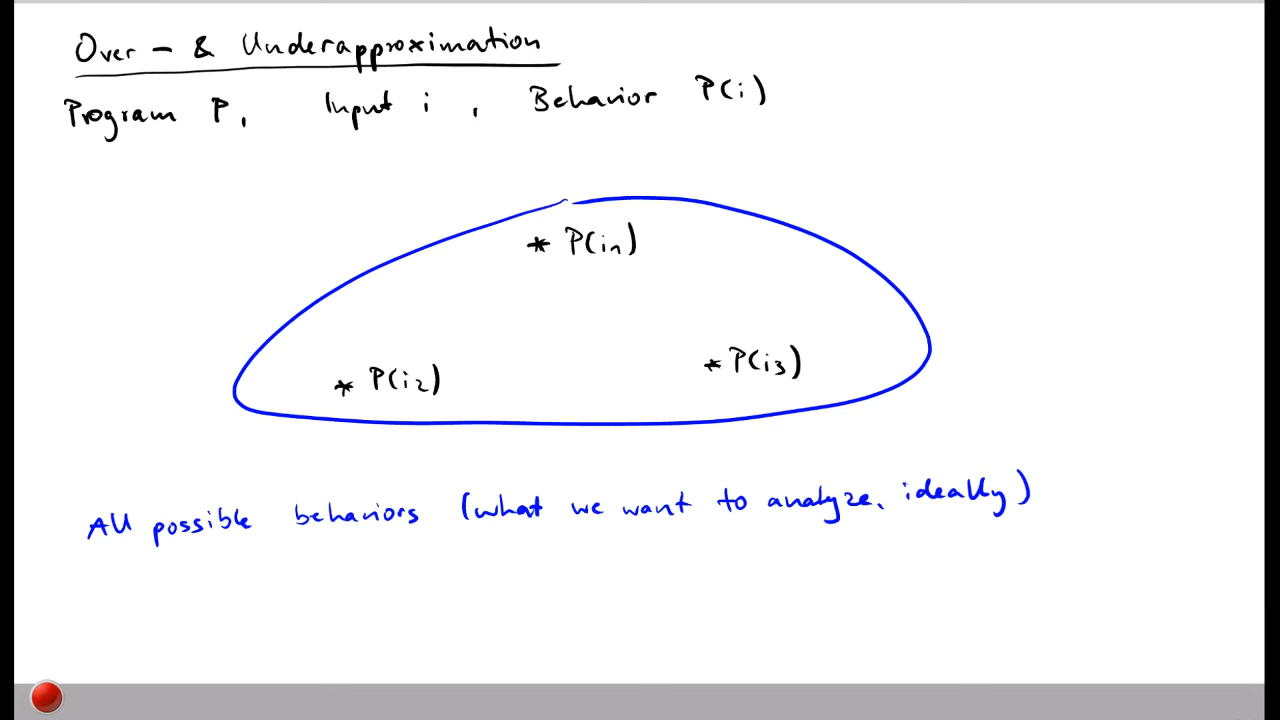 Over- & Underapproximation
Program P, Input i, Behavior P(i)
* P(i1)
* P(i2) * P(i3)
All possible behaviors (what we want to analyze, ideally)